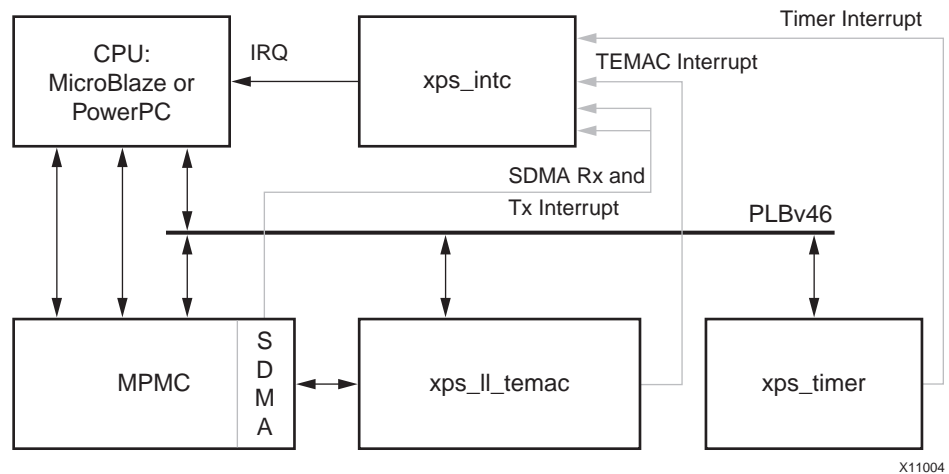 Timer Interrupt
CPU:
MicroBlaze or
PowerPC
IRQ
xps_intc
TEMAC Interrupt
SDMA Rx and
Tx Interrupt
PLBv46
MPMC
S
D
M
A
xps_ll_temac
xps_timer
X11004